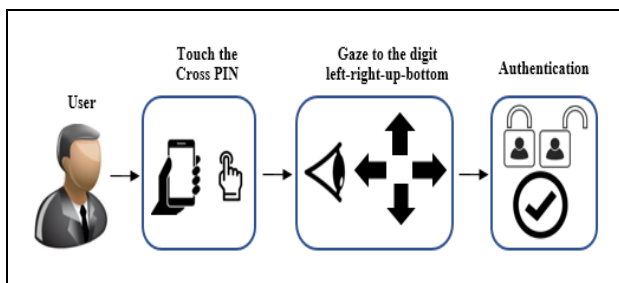 User
Touch the
Cross PIN
Gaze to the digit
left-right-up-bottom
Authentication